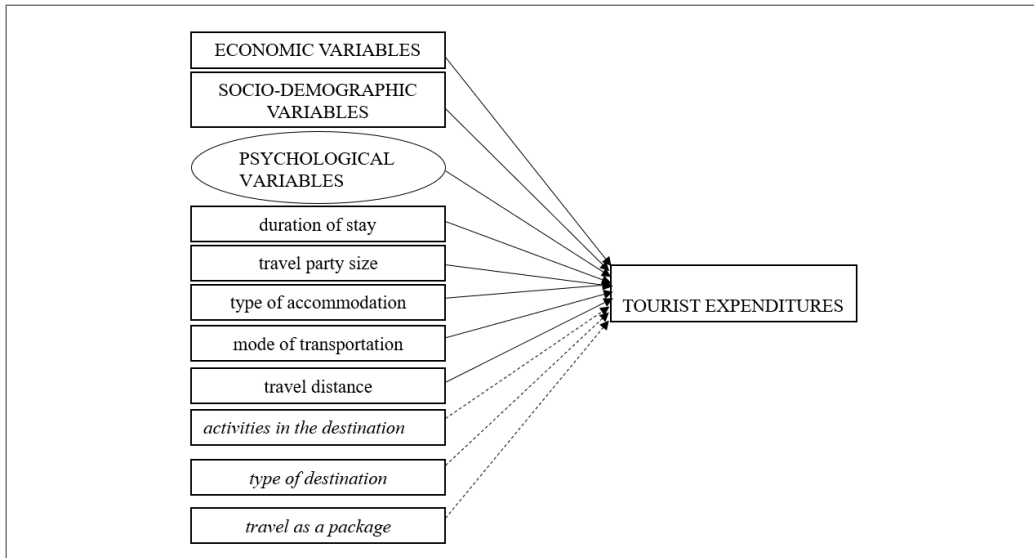 ECONOMIC VARIABLES
SOCIO-DEMOGRAPHIC
VARIABLES
PSYCHOLOGICAL
VARIABLES
duration of stay
travel party size
type of accommodation
mode of transportation
travel distance
activities in the destination
type of destination
travel as a package
TOURIST EXPENDITURES